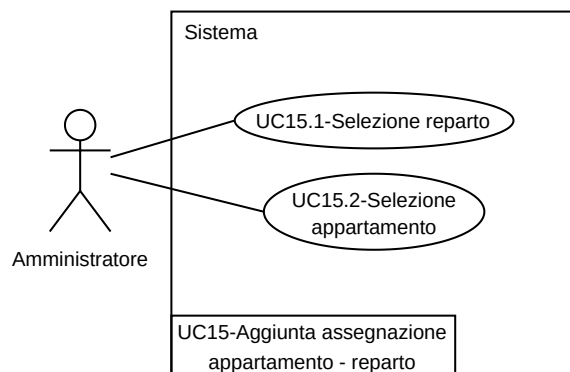 Sistema
UC15.1-Selezione reparto
UC15.2-Selezione
appartamento
Amministratore
UC15-Aggiunta assegnazione
appartamento - reparto